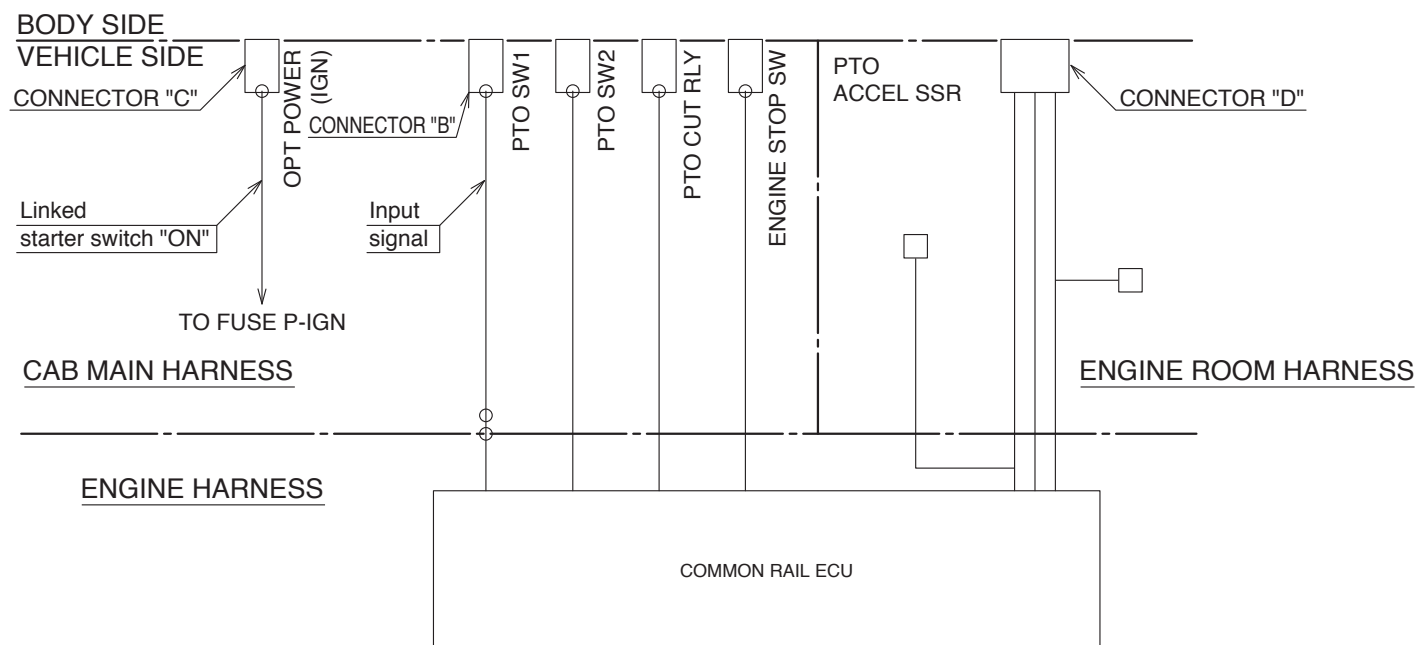 BODY SIDE
VEHICLE SIDE
CONNECTOR "C"
OPT POWER
(IGN)
CONNECTOR "B"
PTO SW1
PTO SW2
PTO CUT RLY
ENGINE STOP SW
PTO
ACCEL SSR
CONNECTOR "D"
Linked
starter switch "ON"
Input
signal
TO FUSE P-IGN
CAB MAIN HARNESS
ENGINE ROOM HARNESS
ENGINE HARNESS
COMMON RAIL ECU